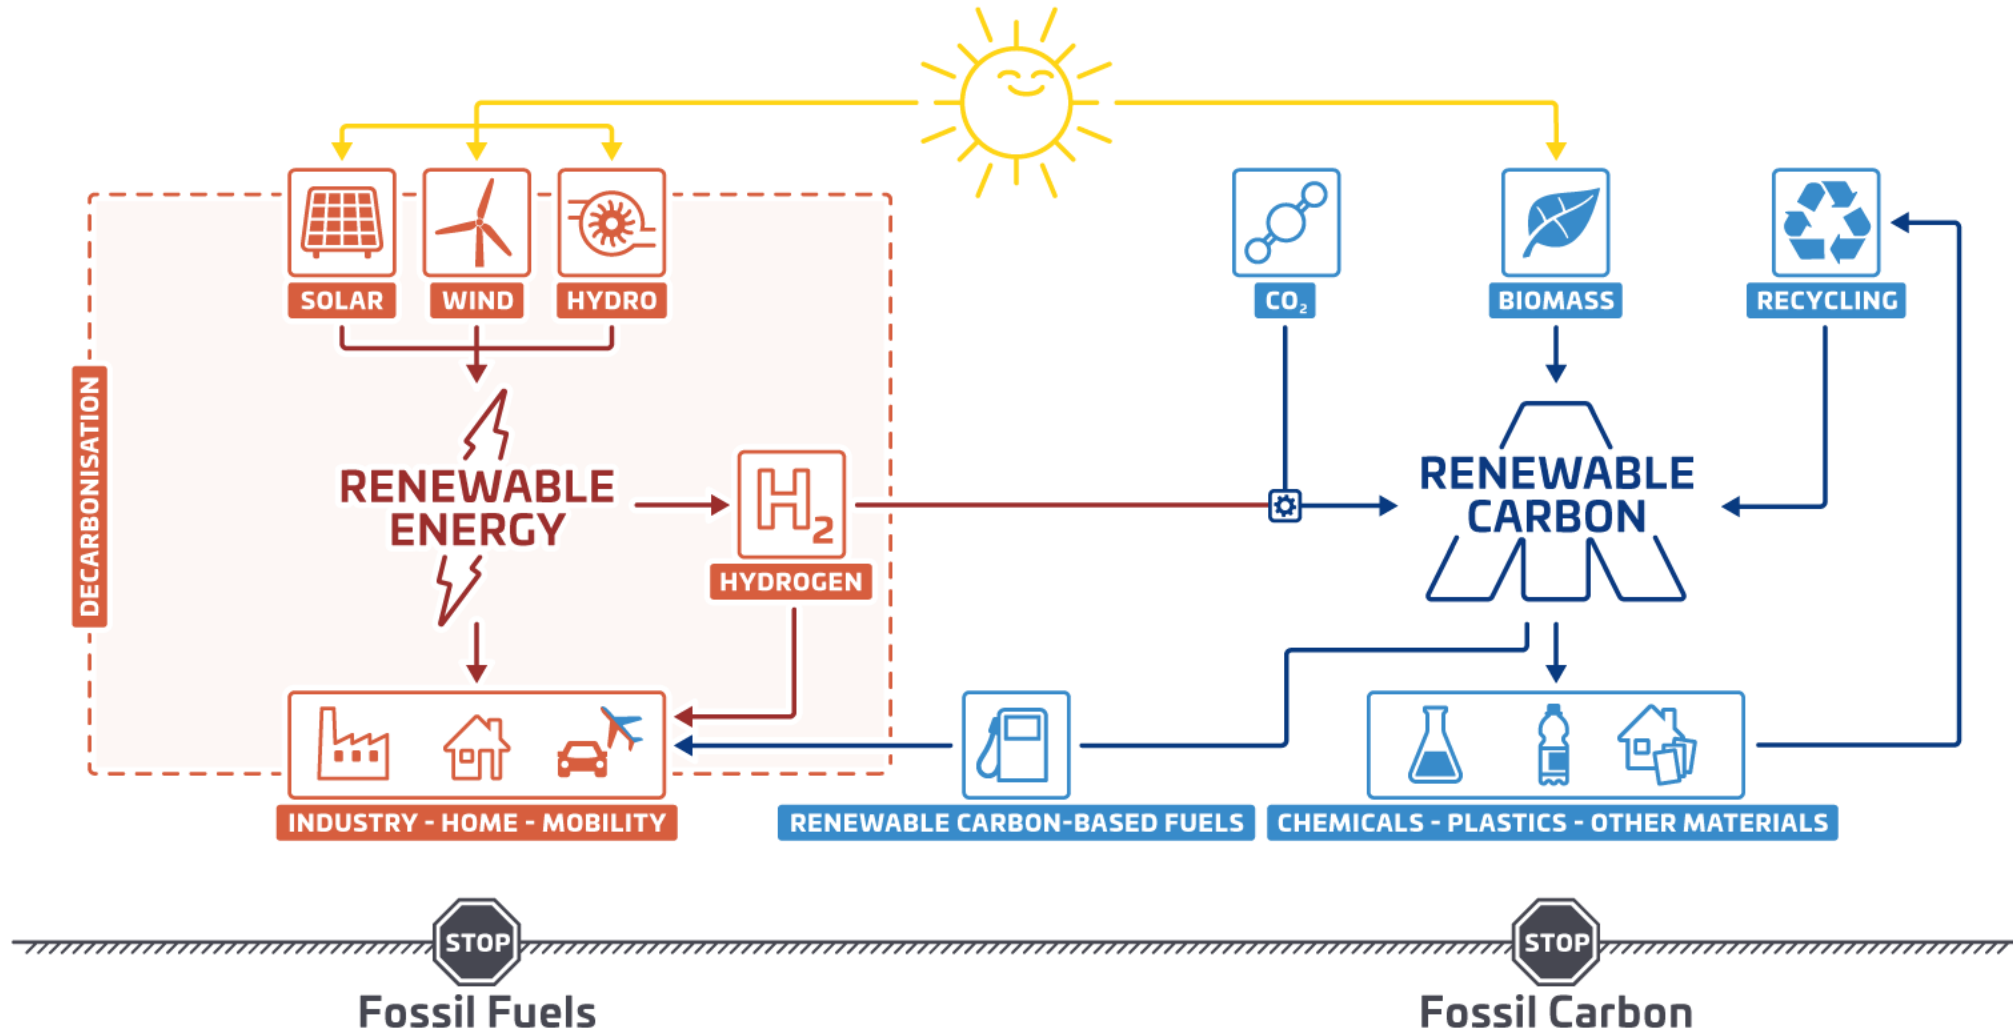 SOLAR
WIND
HYDRO
CO₂
BIOMASS
RECYCLING
DECARBONISATION
RENEWABLE
ENERGY
H₂
HYDROGEN
RENEWABLE
CARBON
INDUSTRY - HOME - MOBILITY
RENEWABLE CARBON-BASED FUELS
CHEMICALS - PLASTICS - OTHER MATERIALS
STOP
Fossil Fuels
STOP
Fossil Carbon